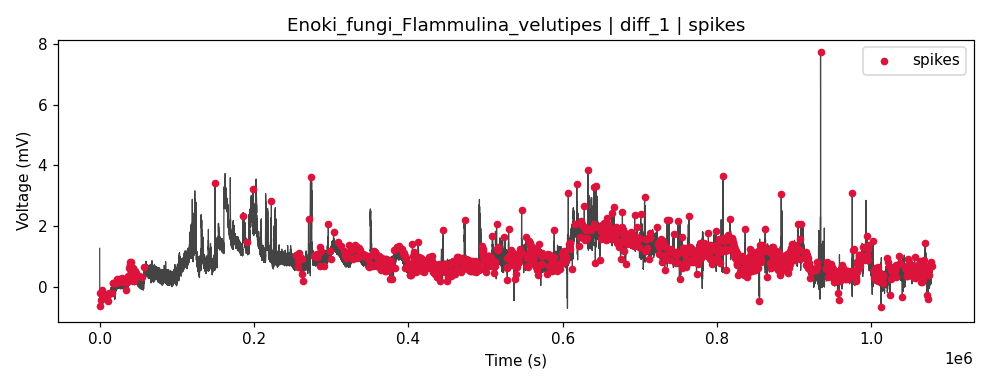 Enoki_fungi_Flammulina_velutipes | diff_1 | spikes
spikes
Voltage (mV)
8
6
4
2
0
0.0 0.2 0.4 0.6 0.8 1.0
1e6
Time (s)